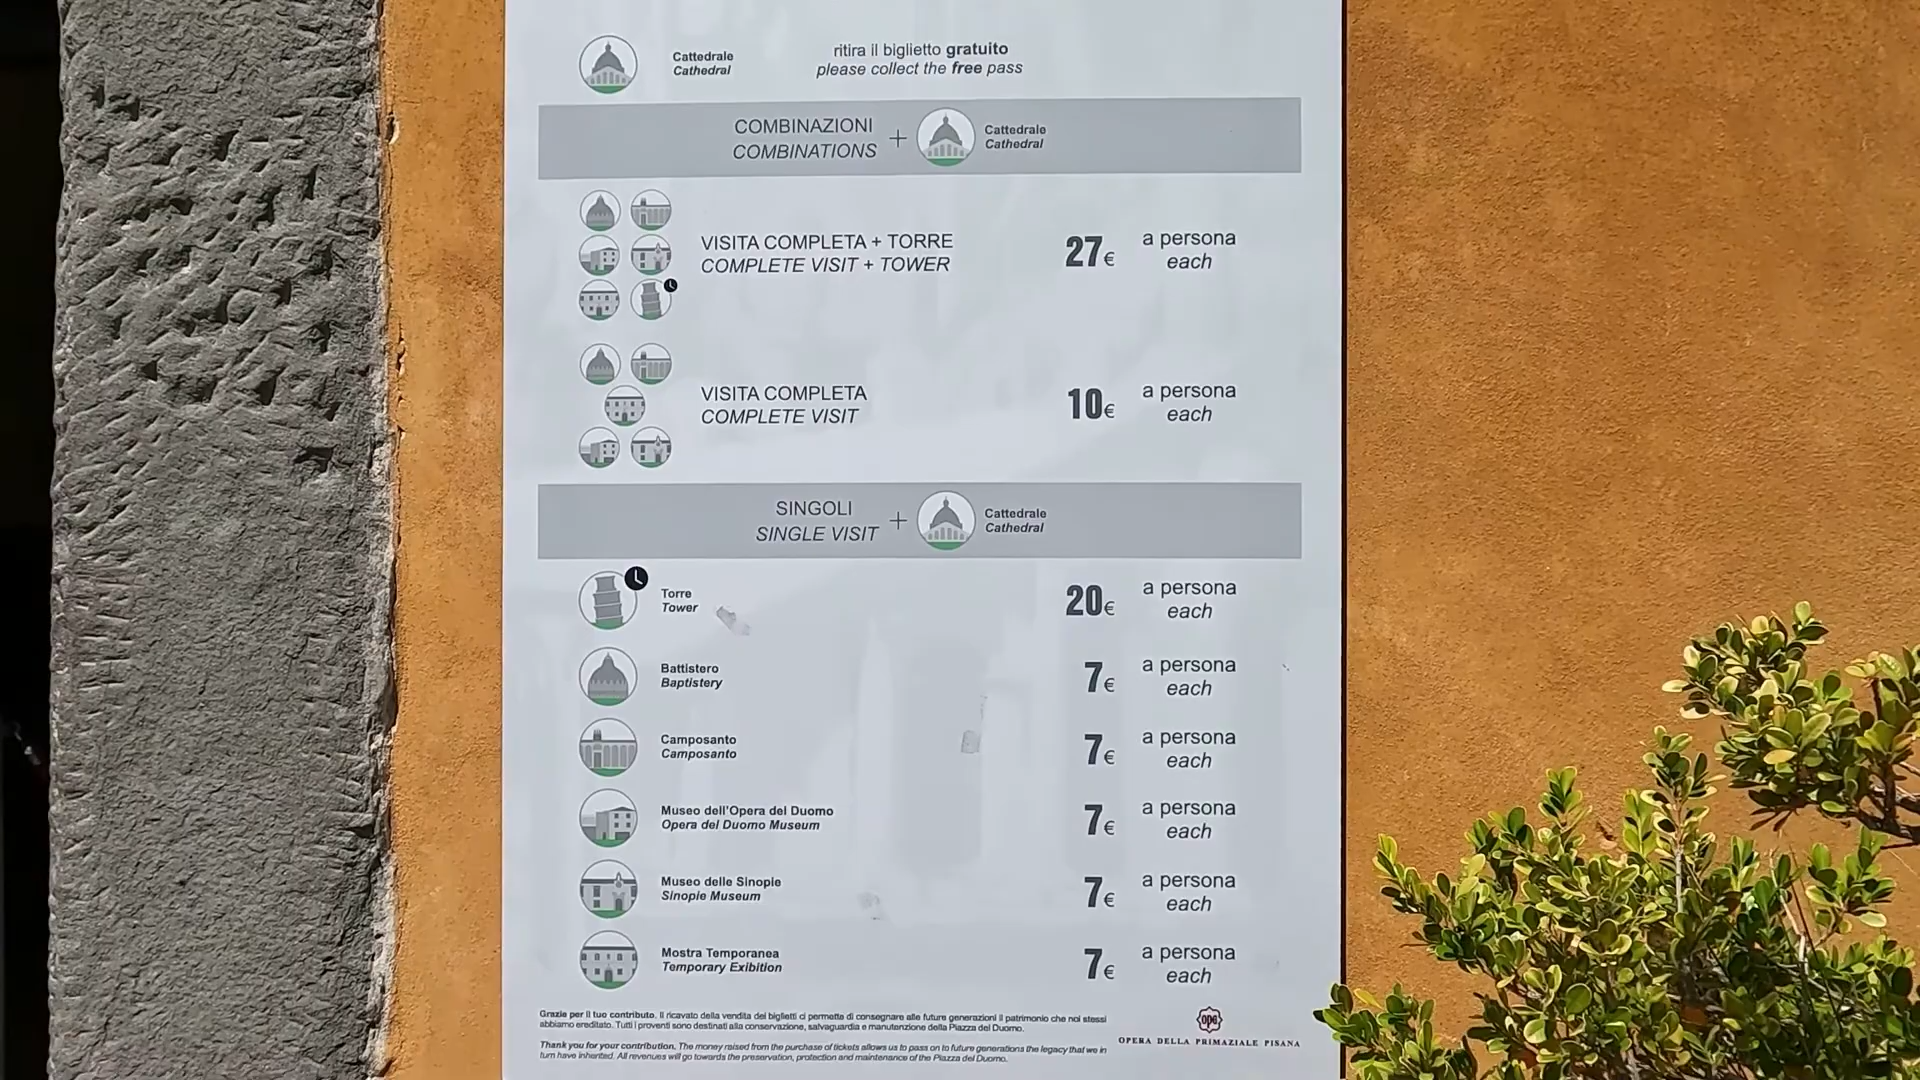 Cattedrale
Cathedral
ritira il biglietto gratuito
please collect the free pass
COMBINAZIONI
COMBINATIONS
+
Cattedrale
Cathedral
VISITA COMPLETA + TORRE
COMPLETE VISIT + TOWER
27€
a persona
each
VISITA COMPLETA
COMPLETE VISIT
10€
a persona
each
SINGOLI
SINGLE VISIT
+
Cattedrale
Cathedral
Torre
Tower
20€
a persona
each
Battistero
Baptistery
7€
a persona
each
Camposanto
Camposanto
7€
a persona
each
Museo dell'Opera del Duomo
Opera del Duomo Museum
7€
a persona
each
Museo delle Sinopie
Sinopie Museum
7€
a persona
each
Mostra Temporanea
Temporary Exibition
7€
a persona
each
Grazie per il tuo contributo. Il ricavato della vendita dei biglietti ci permette di consegnare alle future generazioni il patrimonio che noi stessi
abbiamo ereditato. Tutti i proventi sono destinati alla conservazione, salvaguardia e manutenzione della Piazza del Duomo.
Thank you for your contribution. The money raised from the purchase of tickets allows us to pass on to future generations the legacy that we in
turn have inherited. All revenues will go towards the preservation, protection and maintenance of the Piazza del Duomo.
opa
OPERA DELLA PRIMAZIALE PISANA